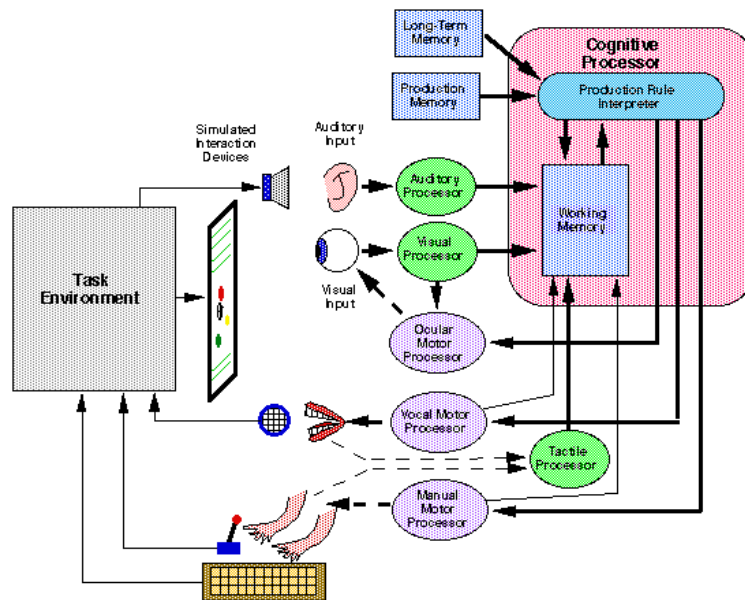 Long-Term
Memory
Cognitive
Processor
Production
Memory
Production Rule
Interpreter
Simulated
Interaction
Devices
Auditory
Input
Auditory
Processor
Working
Memory
Visual
Processor
Task
Environment
Visual
Input
Ocular
Motor
Processor
Vocal Motor
Processor
Tactile
Processor
Manual
Motor
Processor